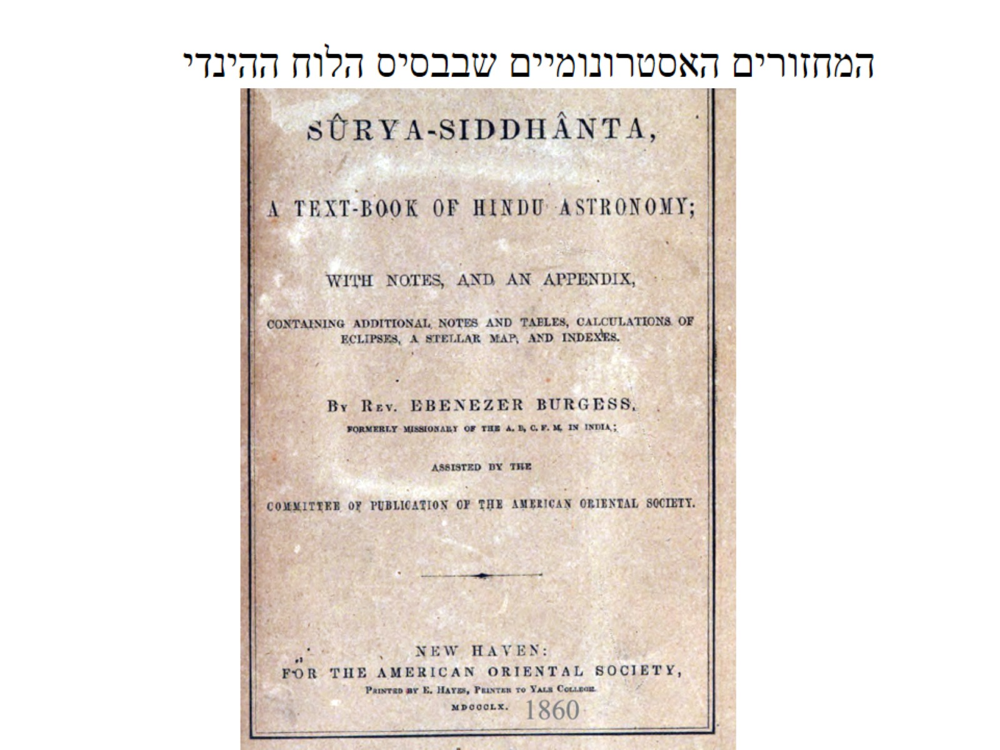 המחזורים האסטרונומיים שבבסיס הלוח ההינדי
SÛRYA-SIDDHÂNTA,
A TEXT-BOOK OF HINDU ASTRONOMY;
WITH NOTES, AND AN APPENDIX,
CONTAINING ADDITIONAL NOTES AND TABLES, CALCULATIONS OF
ECLIPSES, A STELLAR MAP, AND INDEXES.
BY REV. EBENEZER BURGESS,
FORMERLY MISSIONARY OF THE A. B. C. F. M. IN INDIA;
ASSISTED BY THE
COMMITTEE OF PUBLICATION OF THE AMERICAN ORIENTAL SOCIETY.
NEW HAVEN:
FOR THE AMERICAN ORIENTAL SOCIETY,
PRINTED BY E. HAYES, PRINTER TO YALE COLLEGE.
MDCCCLX. 1860